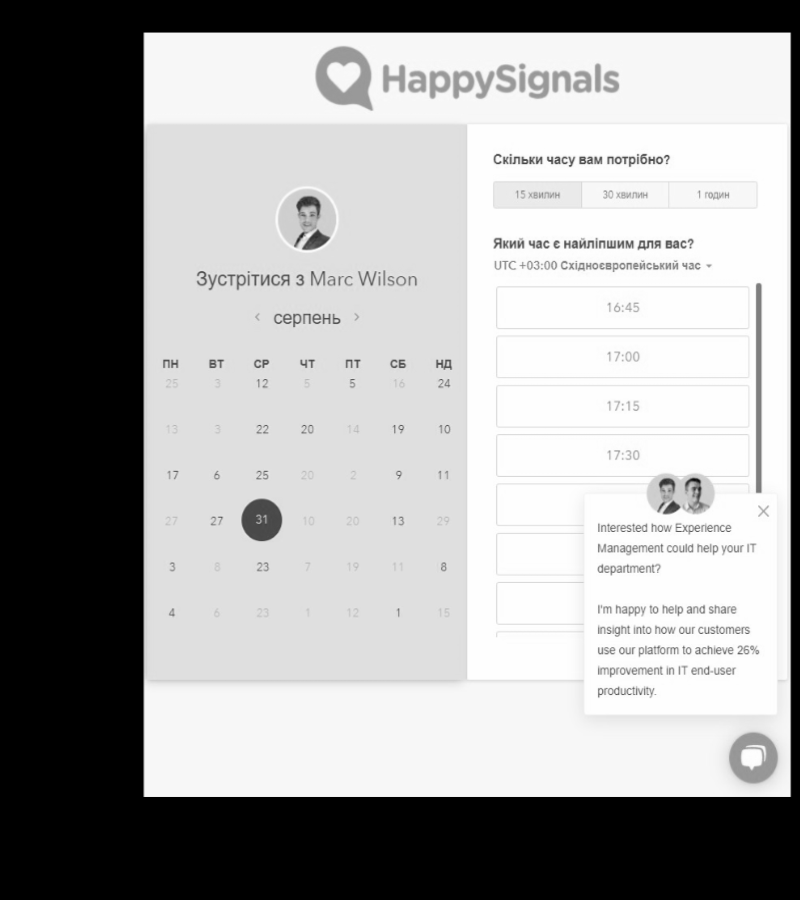 HappySignals
Зустрітися з Marc Wilson
серпень
ПН ВТ СР ЧТ ПТ СБ НД
25 3 12 5 5 16 24
13 3 22 20 14 19 10
17 6 25 20 2 9 11
27 27 31 10 20 13 29
3 8 23 7 19 11 8
4 6 23 1 12 1 15
Скільки часу вам потрібно?
15 хвилин 30 хвилин 1 годин
Який час є найліпшим для вас?
UTC +03:00 Східноєвропейський час
16:45
17:00
17:15
17:30
Interested how Experience
Management could help your IT
department?
I'm happy to help and share
insight into how our customers
use our platform to achieve 26%
improvement in IT end-user
productivity.